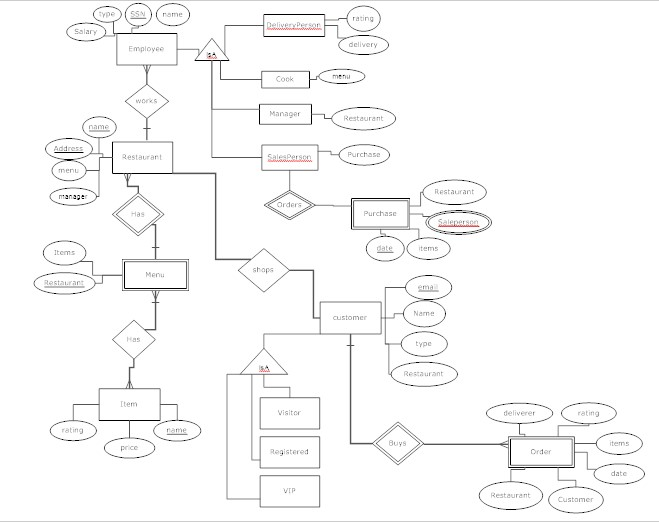 type
SSN
name
Salary
Employee
IsA
DeliveryPerson
rating
delivery
Cook
menu
works
Manager
Restaurant
name
Address
Restaurant
menu
manager
SalesPerson
Purchase
Orders
Restaurant
Purchase
Saleperson
date
items
Has
Items
Restaurant
Menu
shops
email
Name
customer
type
Restaurant
Has
IsA
Item
rating
price
name
Visitor
Registered
VIP
Buys
deliverer
rating
items
Order
date
Restaurant
Customer